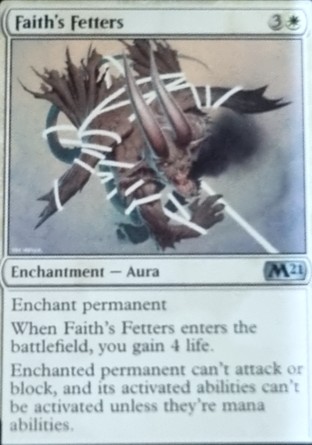 Faith's Fetters 3
Enchantment — Aura M21
Enchant permanent
When Faith's Fetters enters the
battlefield, you gain 4 life.
Enchanted permanent can't attack or
block, and its activated abilities can't
be activated unless they're mana
abilities.